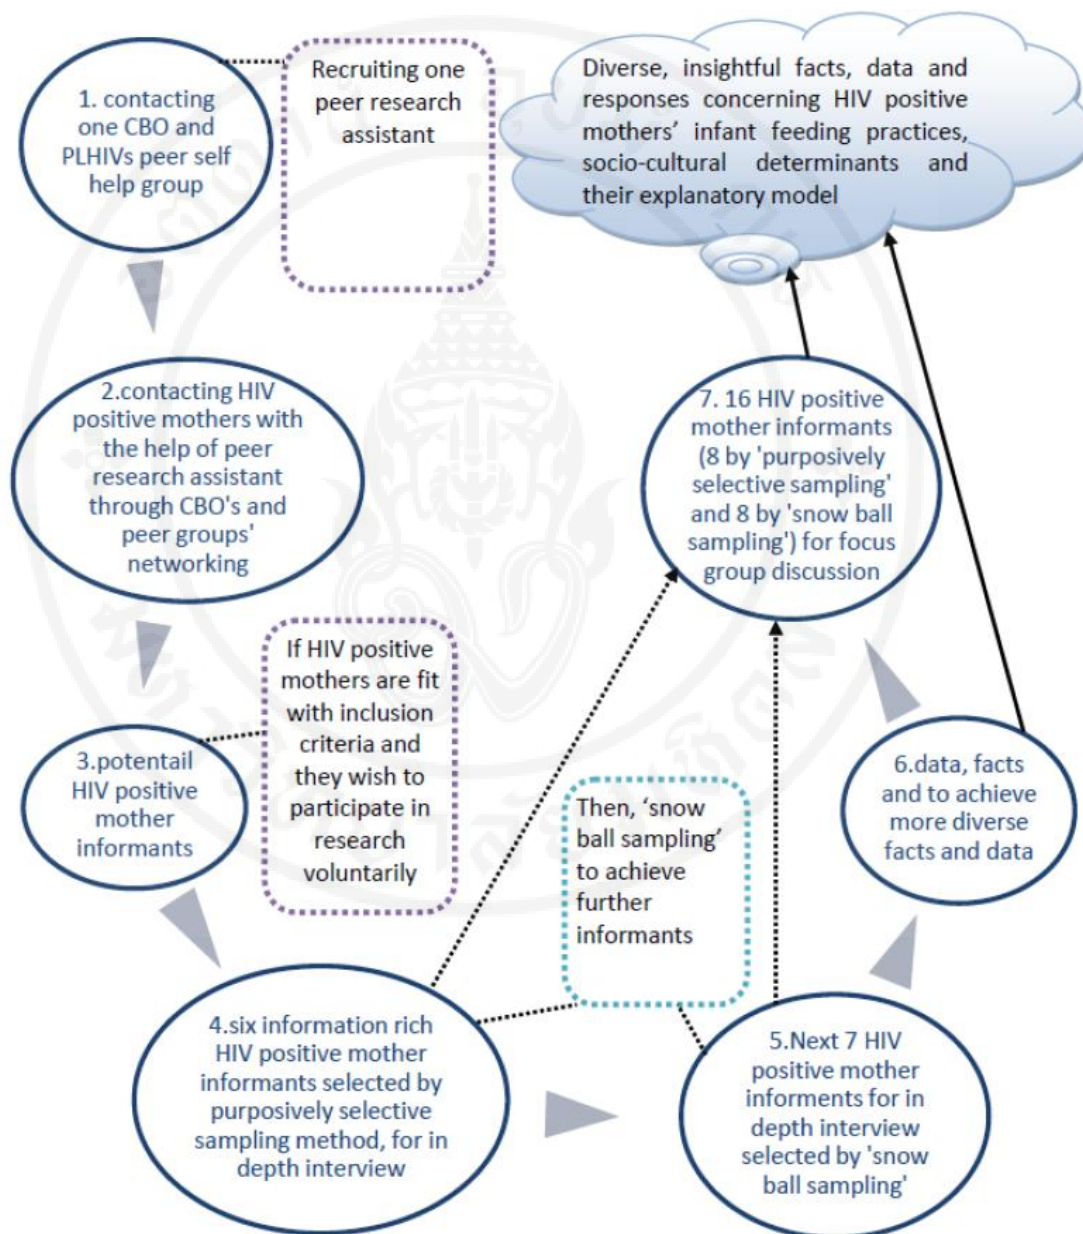 1. contacting
one CBO and
PLHIVs peer self
help group
Recruiting one
peer research
assistant
Diverse, insightful facts, data and
responses concerning HIV positive
mothers' infant feeding practices,
socio-cultural determinants and
their explanatory model
2.contacting HIV
positive mothers with
the help of peer
research assistant
through CBO's and
peer groups'
networking
7. 16 HIV positive
mother informants
(8 by 'purposively
selective sampling'
and 8 by 'snow ball
sampling') for focus
group discussion
If HIV positive
mothers are fit
with inclusion
criteria and
they wish to
participate in
research
voluntarily
3.potentail
HIV positive
mother
informants
Then, ‘snow
ball sampling’
to achieve
further
informants
6.data, facts
and to achieve
more diverse
facts and data
4.six information rich
HIV positive mother
informants selected by
purposively selective
sampling method, for in
depth interview
5.Next 7 HIV
positive mother
informents for in
depth interview
selected by 'snow
ball sampling'